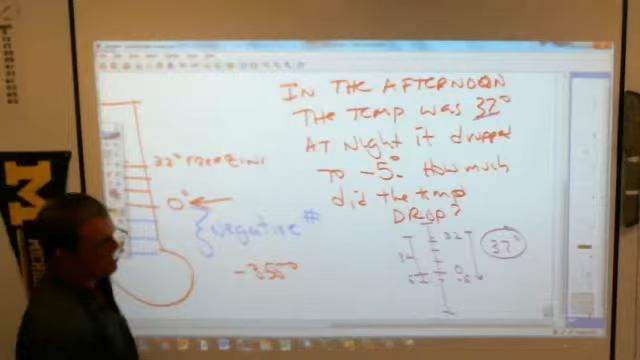 IN THE AFTERNOON
THE TEMP WAS 32°
AT Night it dropped
TO -5°. How much
did the temp
DROP?
32° FREEZING
0°
Negative #
32
37°
32
0
-5
M